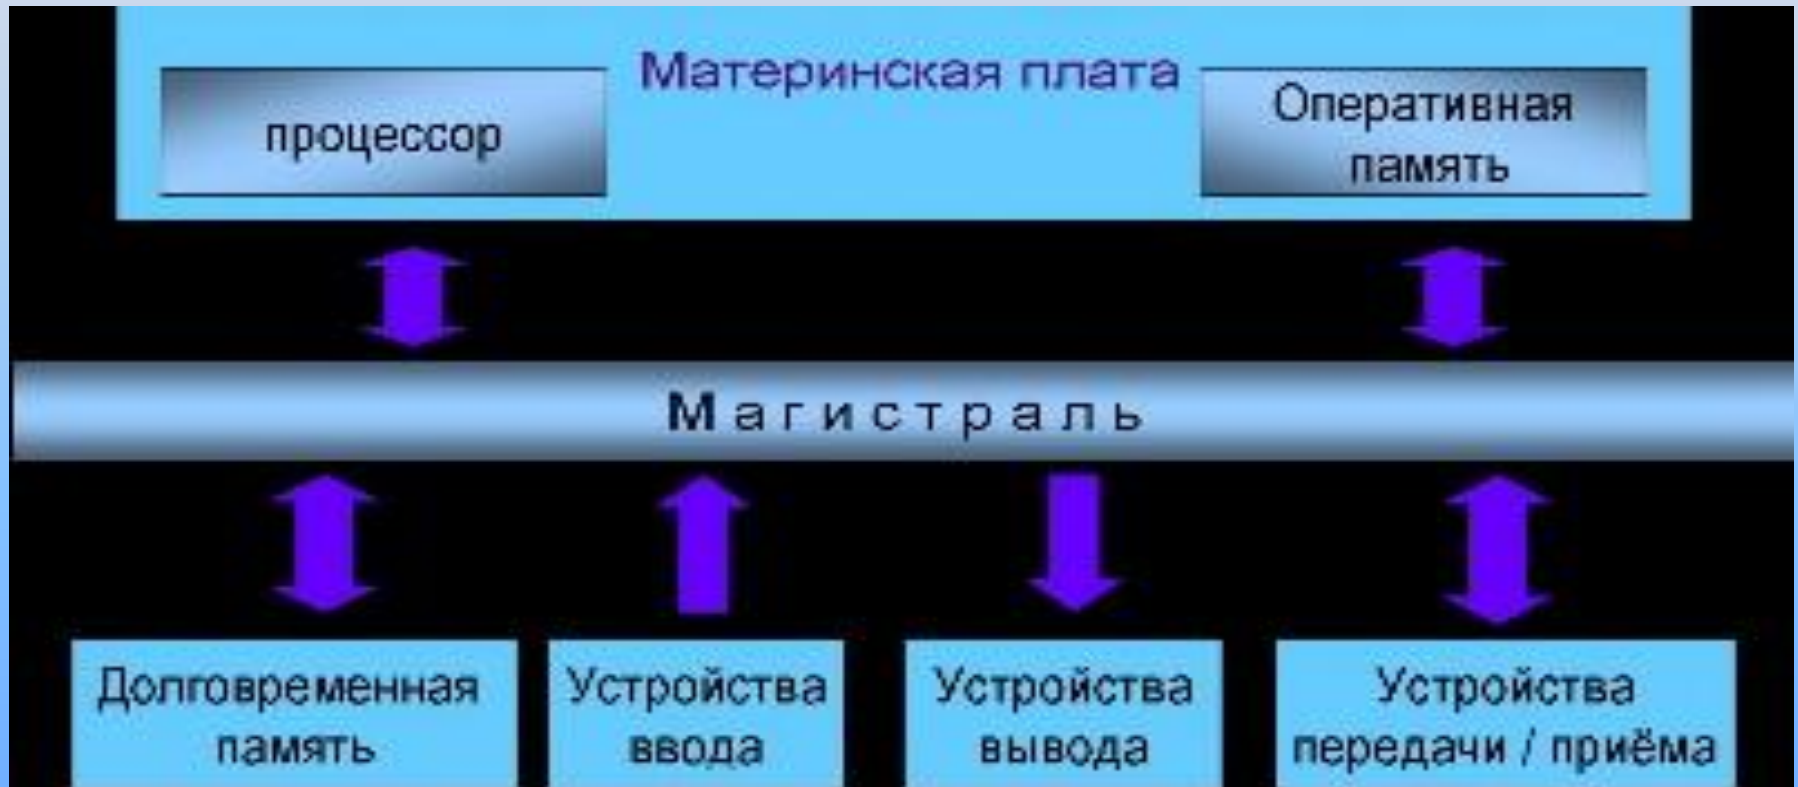 Материнская плата
процессор
Оперативная
память
Магистраль
Долговременная
память
Устройства
ввода
Устройства
вывода
Устройства
передачи / приёма